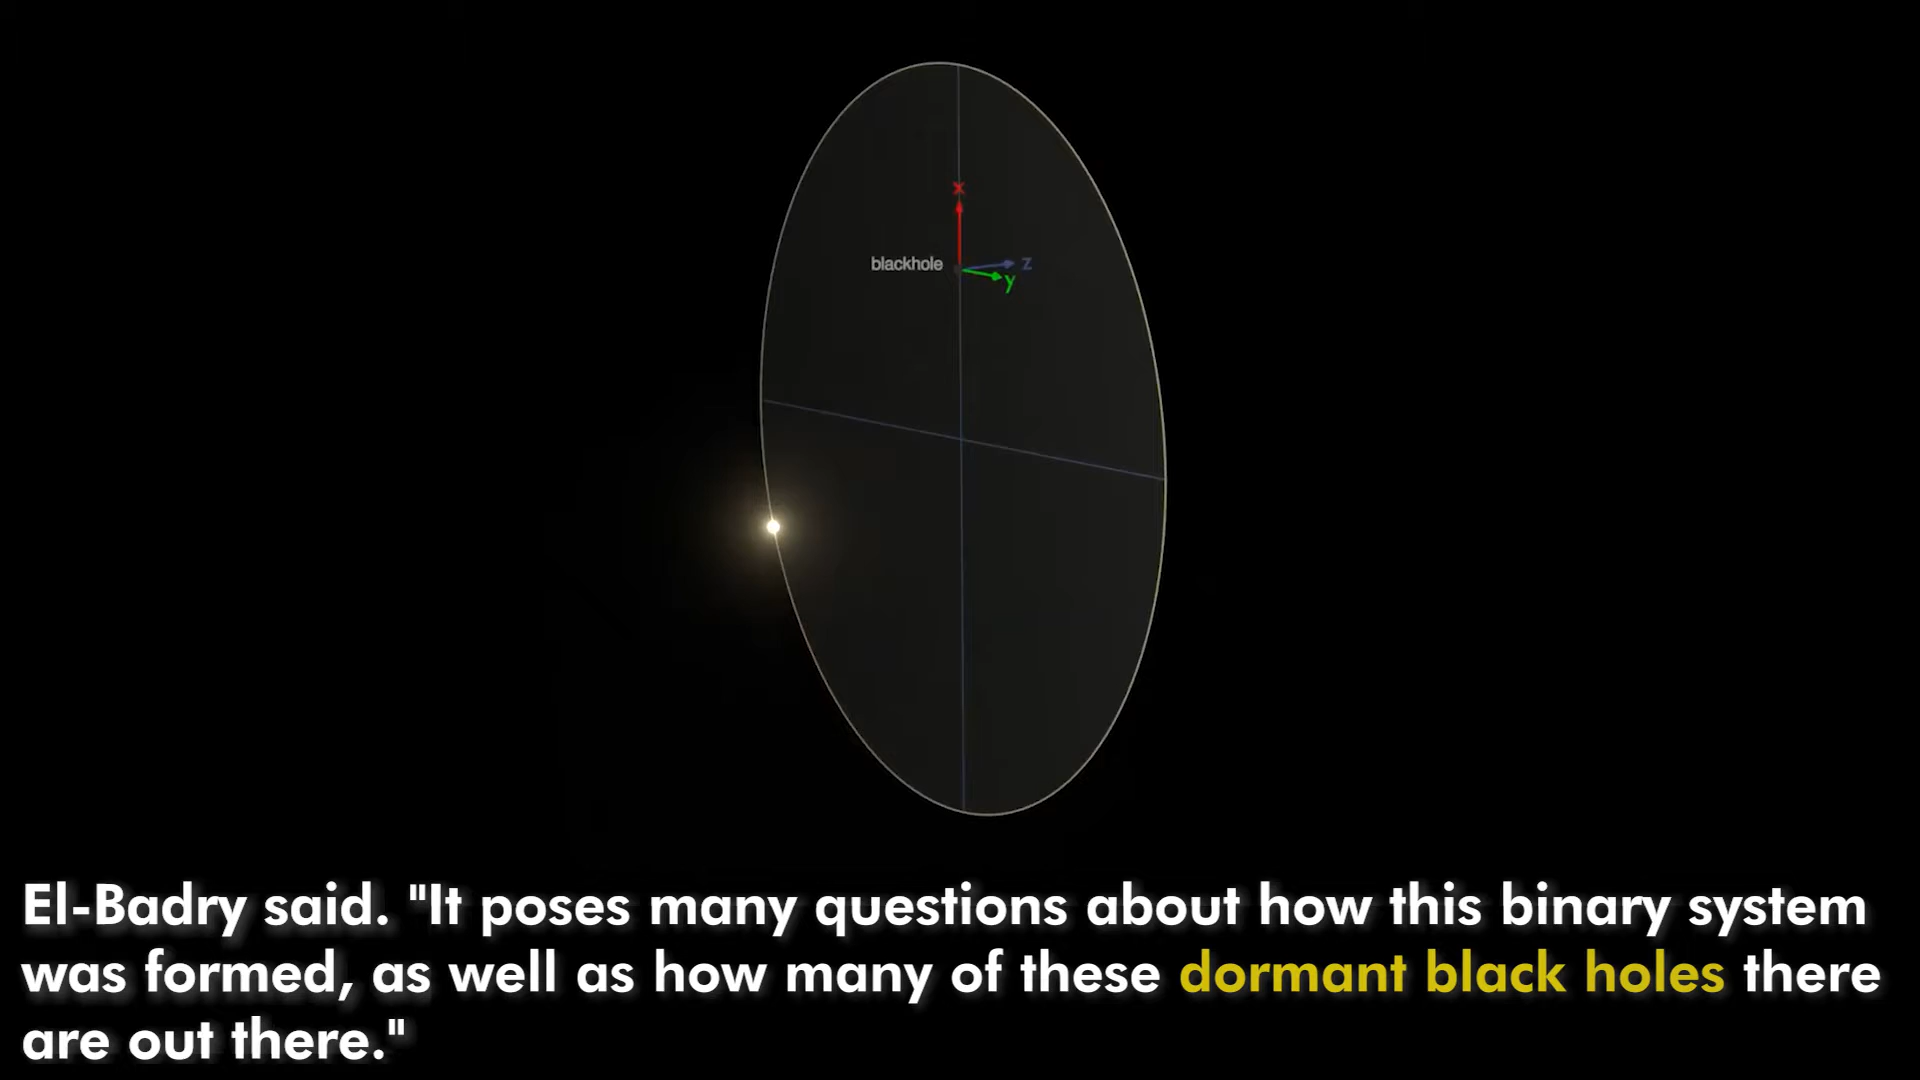 x
blackhole
z
y
El-Badry said. "It poses many questions about how this binary system
was formed, as well as how many of these dormant black holes there
are out there."